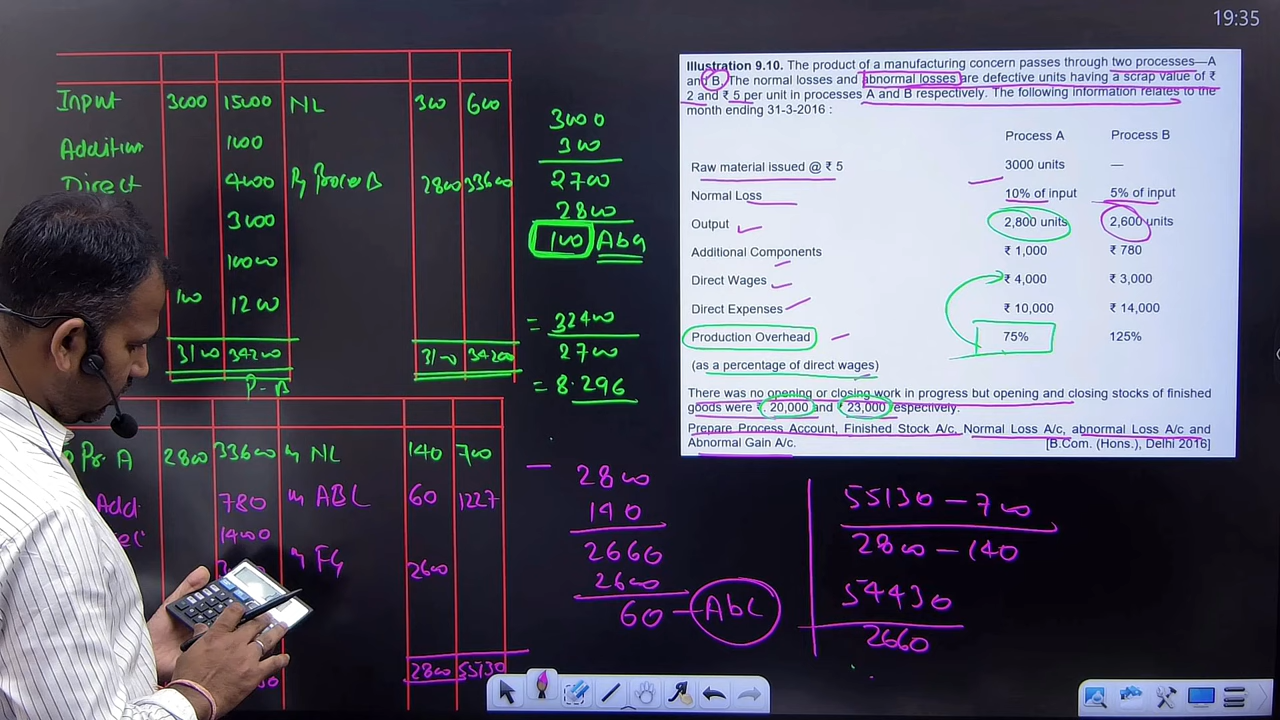 19:35
Input 3000 15000 NL 300 600
Addition 1000
Direct 4000 By Process B 2800 33600
3000
10000
100 1200
3100 34200 3100 34200
P-B
Pr. A 2800 33600 NL 140 700
Add 780 ABL 60 1227
1400
FG 2600
2800 55130
3000
300
2700
2800
100 Abg
= 32400
2700
= 8.296
2800
140
2660
2600
60 — AbL
55130 - 700
2800 - 140
54430
2660
Illustration 9.10. The product of a manufacturing concern passes through two processes—A
and B. The normal losses and abnormal losses are defective units having a scrap value of ₹
2 and ₹ 5 per unit in processes A and B respectively. The following information relates to the
month ending 31-3-2016 :
Process A Process B
Raw material issued @ ₹ 5 3000 units —
Normal Loss 10% of input 5% of input
Output 2,800 units 2,600 units
Additional Components ₹ 1,000 ₹ 780
Direct Wages ₹ 4,000 ₹ 3,000
Direct Expenses ₹ 10,000 ₹ 14,000
Production Overhead 75% 125%
(as a percentage of direct wages)
There was no opening or closing work in progress but opening and closing stocks of finished
goods were ₹. 20,000 and ₹ 23,000 respectively.
Prepare Process Account, Finished Stock A/c, Normal Loss A/c, abnormal Loss A/c and
Abnormal Gain A/c. [B.Com. (Hons.), Delhi 2016]